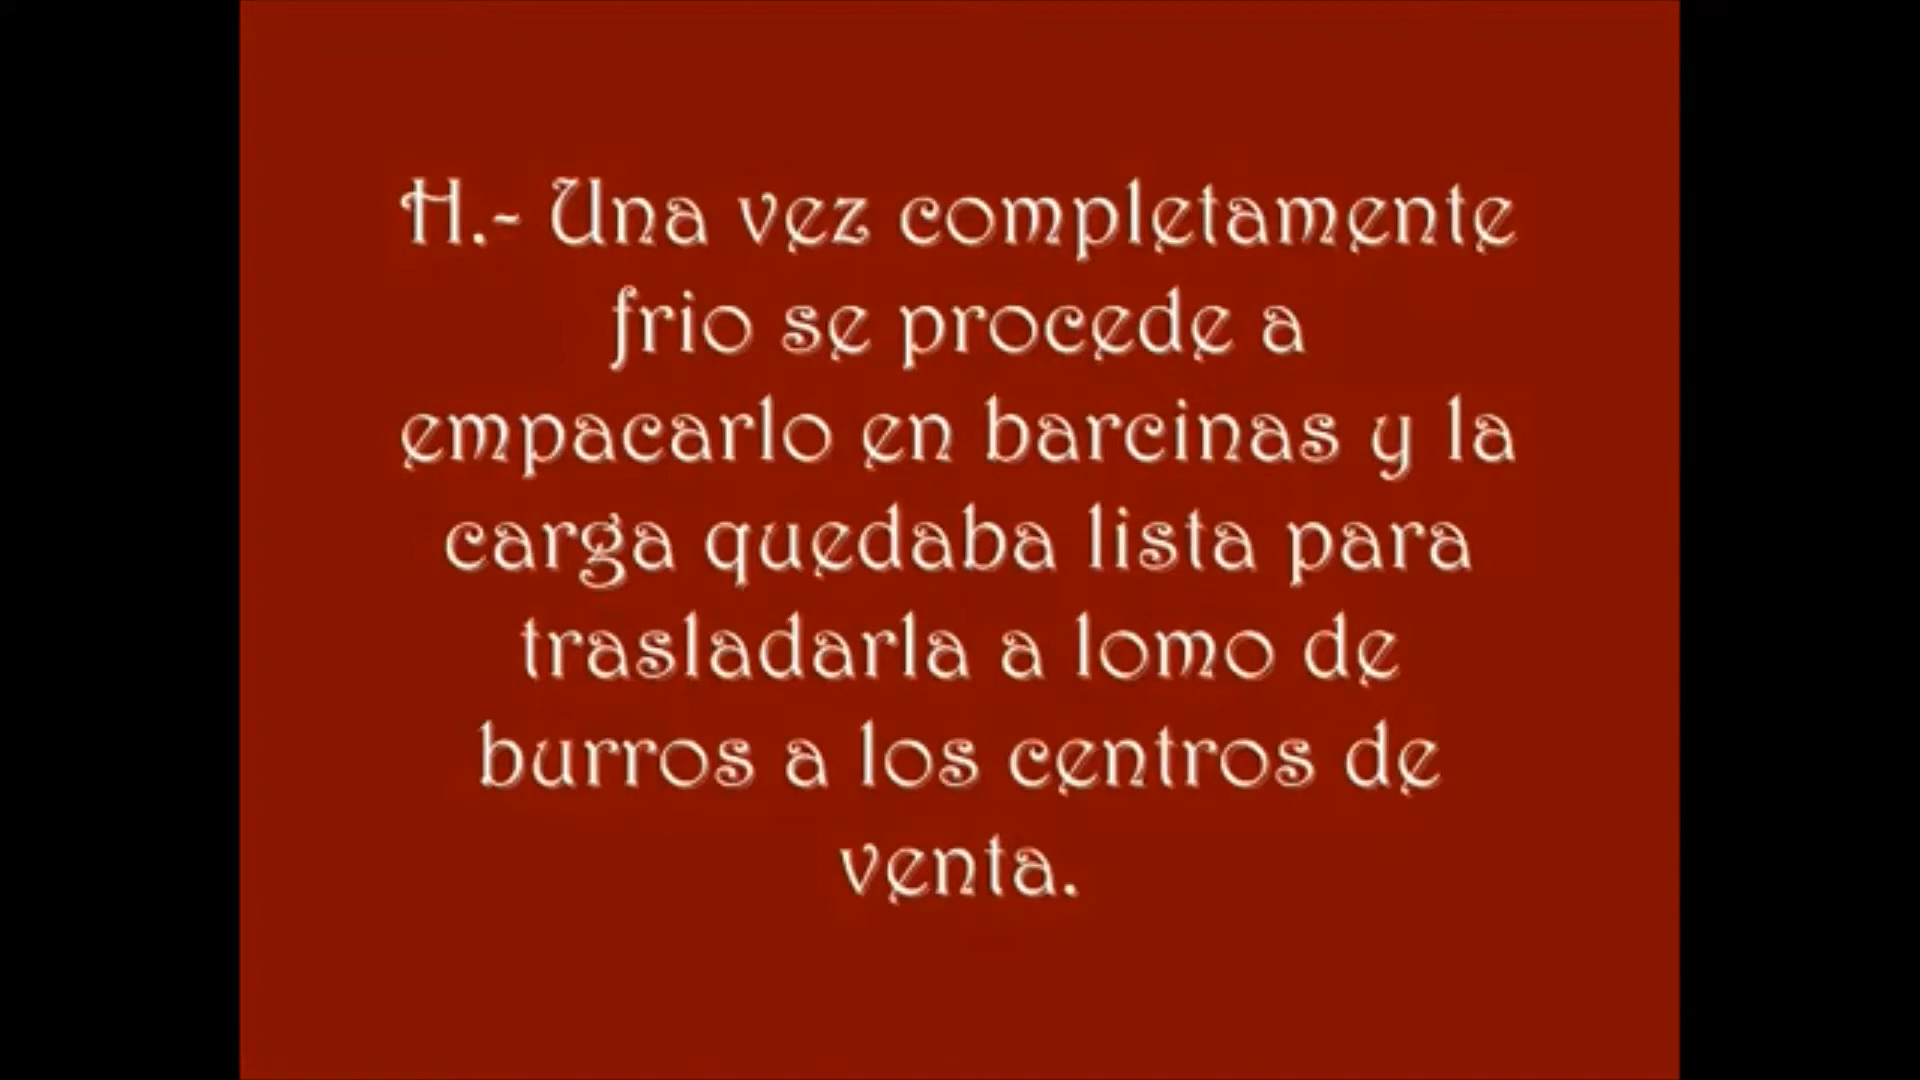 H.- Una vez completamente
frio se procede a
empacarlo en barcinas y la
carga quedaba lista para
trasladarla a lomo de
burros a los centros de
venta.